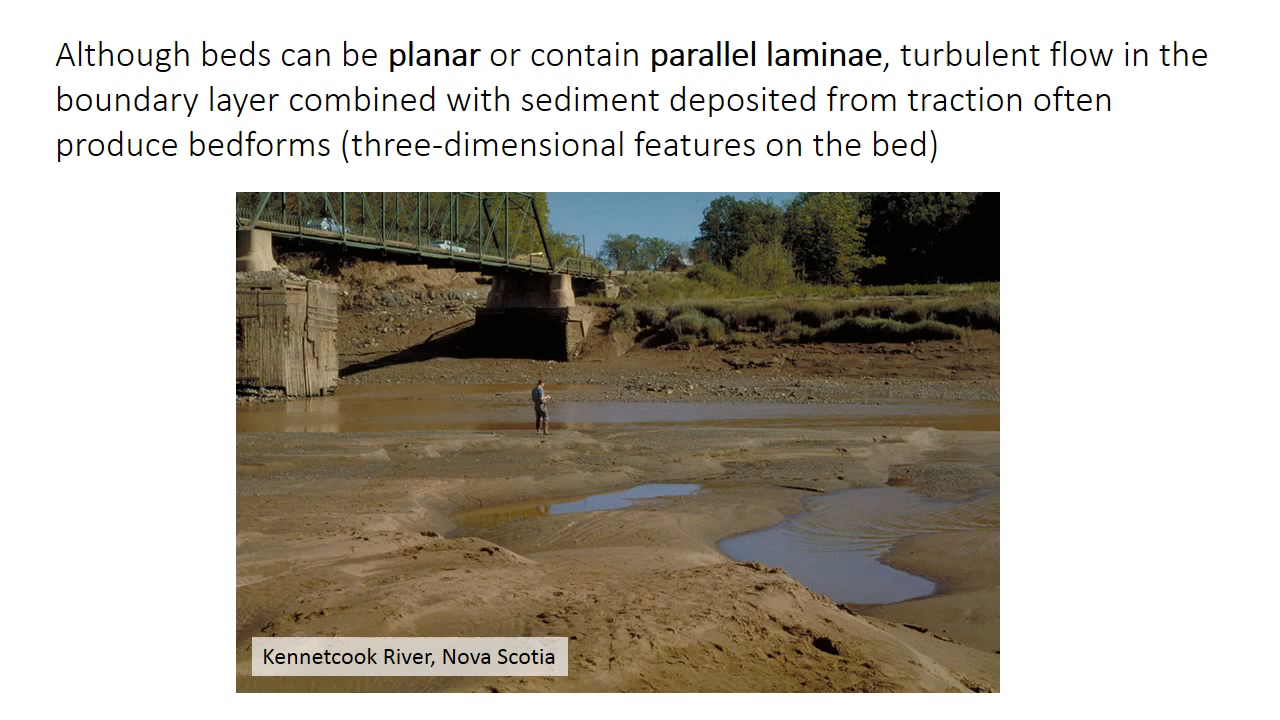 Although beds can be planar or contain parallel laminae, turbulent flow in the
boundary layer combined with sediment deposited from traction often
produce bedforms (three-dimensional features on the bed)
Kennetcook River, Nova Scotia